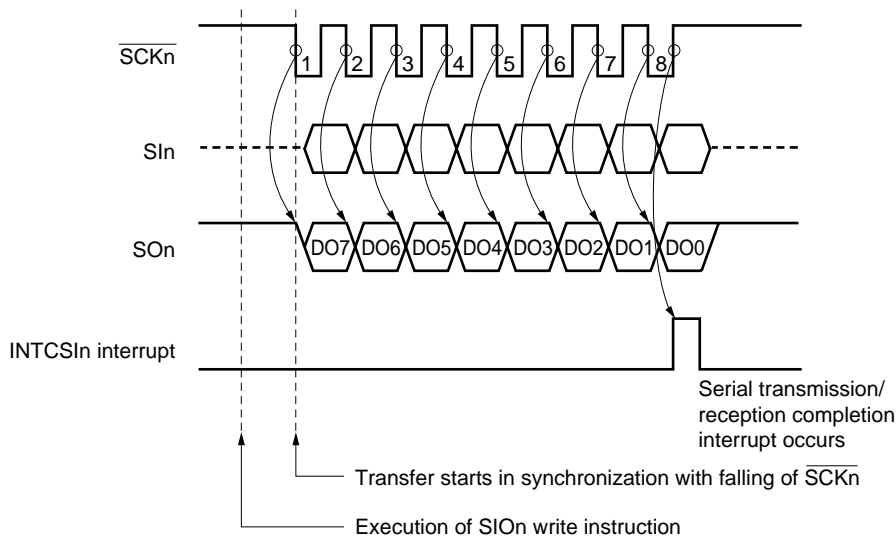 SCKn
1 2 3 4 5 6 7 8
SIn
SOn
DO7 DO6 DO5 DO4 DO3 DO2 DO1 DO0
INTCSIn interrupt
Serial transmission/
reception completion
interrupt occurs
Transfer starts in synchronization with falling of SCKn
Execution of SIOn write instruction